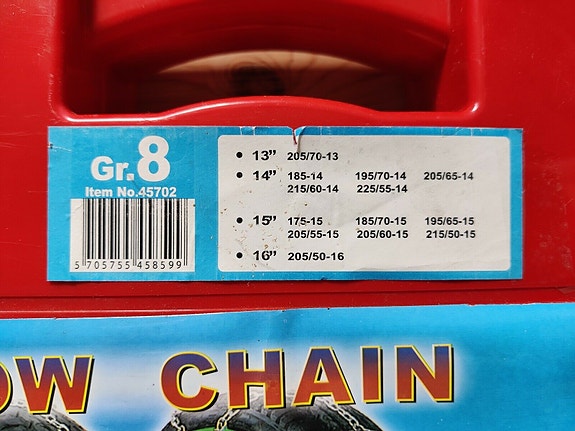 Gr.8
Item No.45702
5 705755 458599
• 13” 205/70-13
• 14” 185-14 195/70-14 205/65-14
215/60-14 225/55-14
• 15” 175-15 185/70-15 195/65-15
205/55-15 205/60-15 215/50-15
• 16” 205/50-16
OW CHAIN